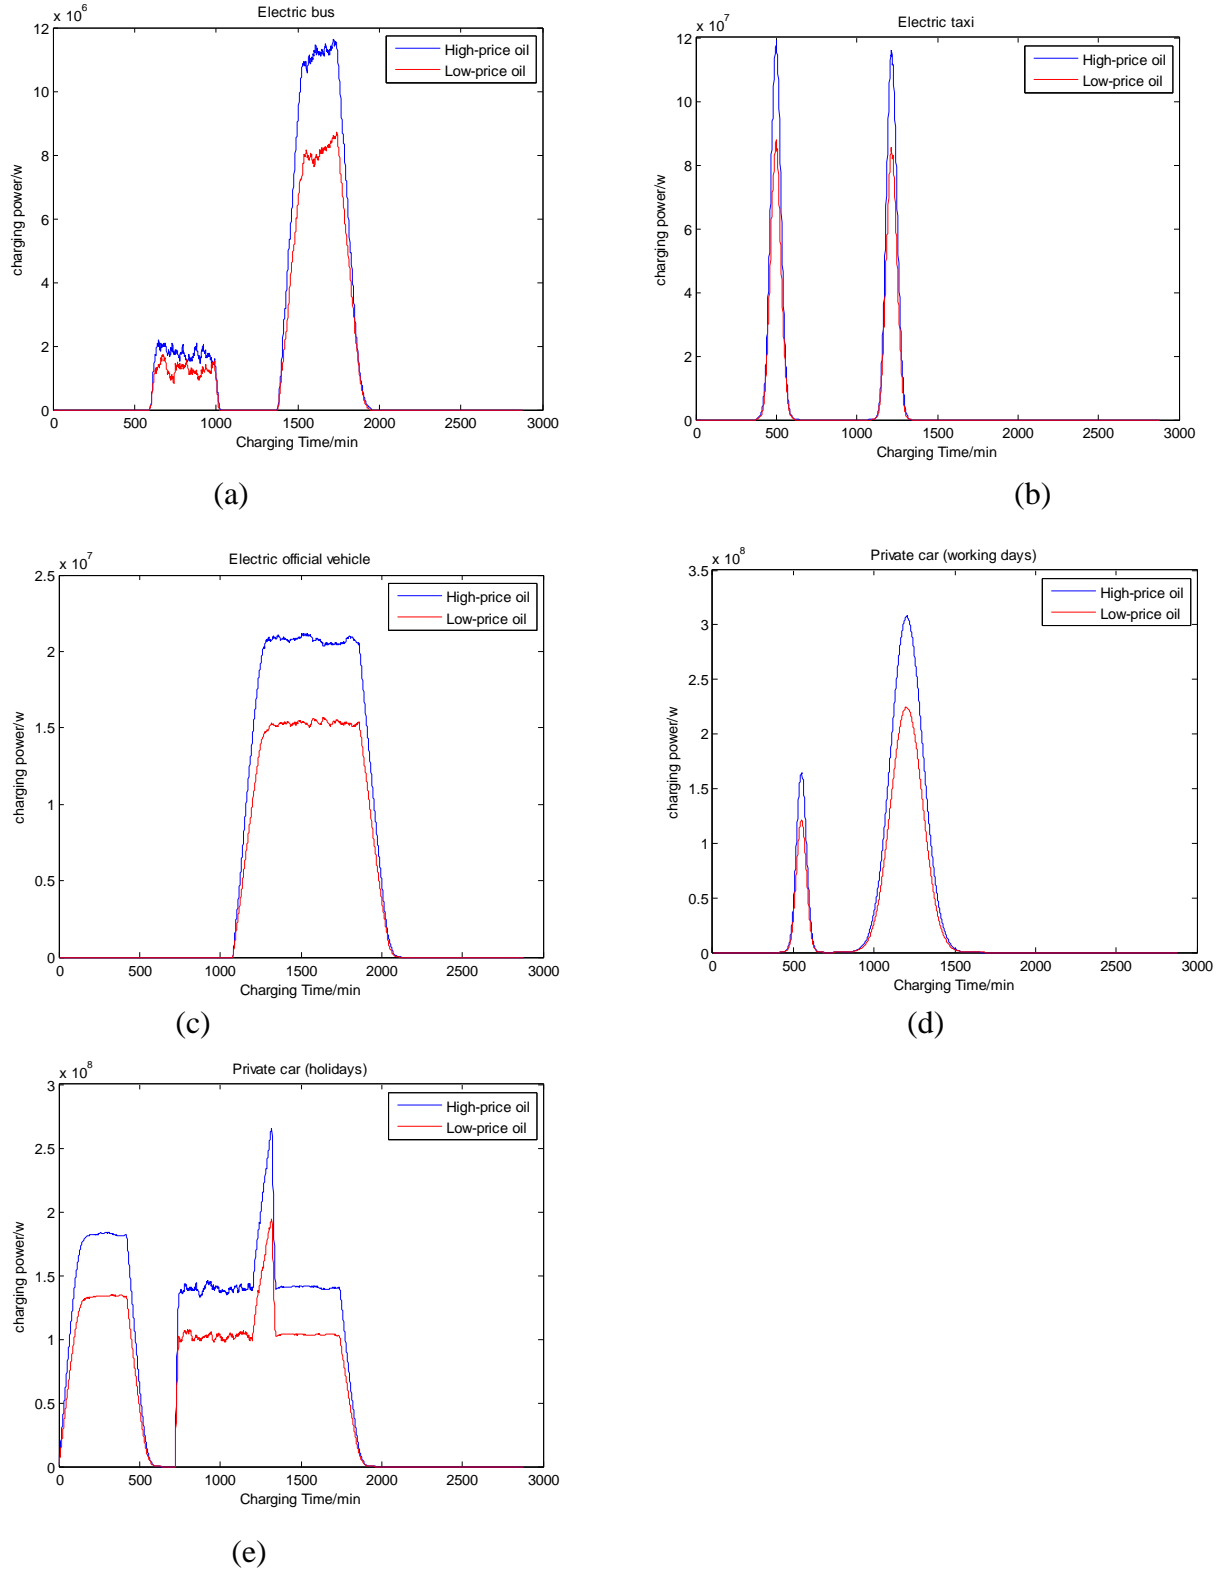 Electric bus
x 10^6
12
10
8
6
4
2
0
charging power/w
0 500 1000 1500 2000 2500 3000
Charging Time/min
High-price oil
Low-price oil
(a)
Electric taxi
x 10^7
12
10
8
6
4
2
0
charging power/w
0 500 1000 1500 2000 2500 3000
Charging Time/min
High-price oil
Low-price oil
(b)
Electric official vehicle
x 10^7
2.5
2
1.5
1
0.5
0
charging power/w
0 500 1000 1500 2000 2500 3000
Charging Time/min
High-price oil
Low-price oil
(c)
Private car (working days)
x 10^8
3.5
3
2.5
2
1.5
1
0.5
0
charging power/w
0 500 1000 1500 2000 2500 3000
Charging Time/min
High-price oil
Low-price oil
(d)
Private car (holidays)
x 10^8
3
2.5
2
1.5
1
0.5
0
charging power/w
0 500 1000 1500 2000 2500 3000
Charging Time/min
High-price oil
Low-price oil
(e)